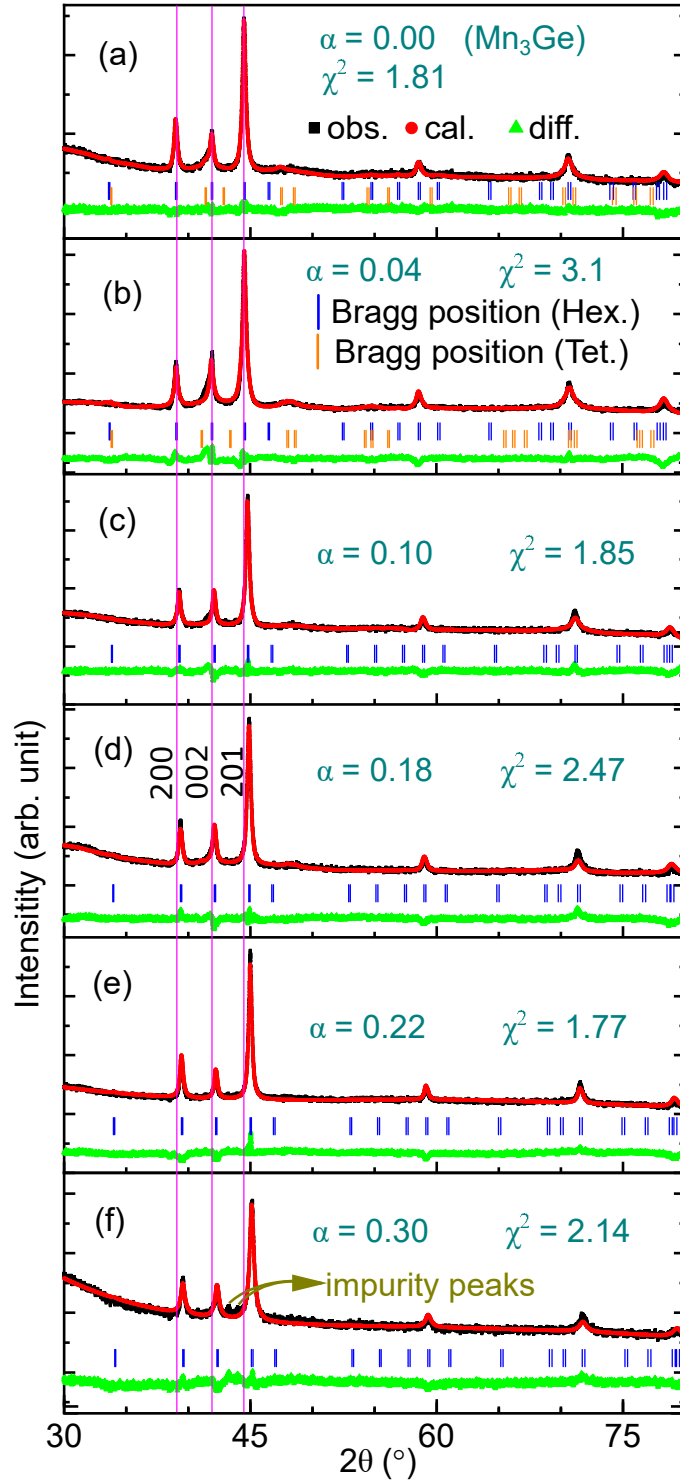 (a)
α = 0.00 (Mn₃Ge)
χ² = 1.81
obs. cal. diff.
(b)
α = 0.04 χ² = 3.1
Bragg position (Hex.)
Bragg position (Tet.)
(c)
α = 0.10 χ² = 1.85
(d)
200
002
201
α = 0.18 χ² = 2.47
(e)
α = 0.22 χ² = 1.77
(f)
α = 0.30 χ² = 2.14
impurity peaks
Intensitity (arb. unit)
30 45 60 75
2θ (°)